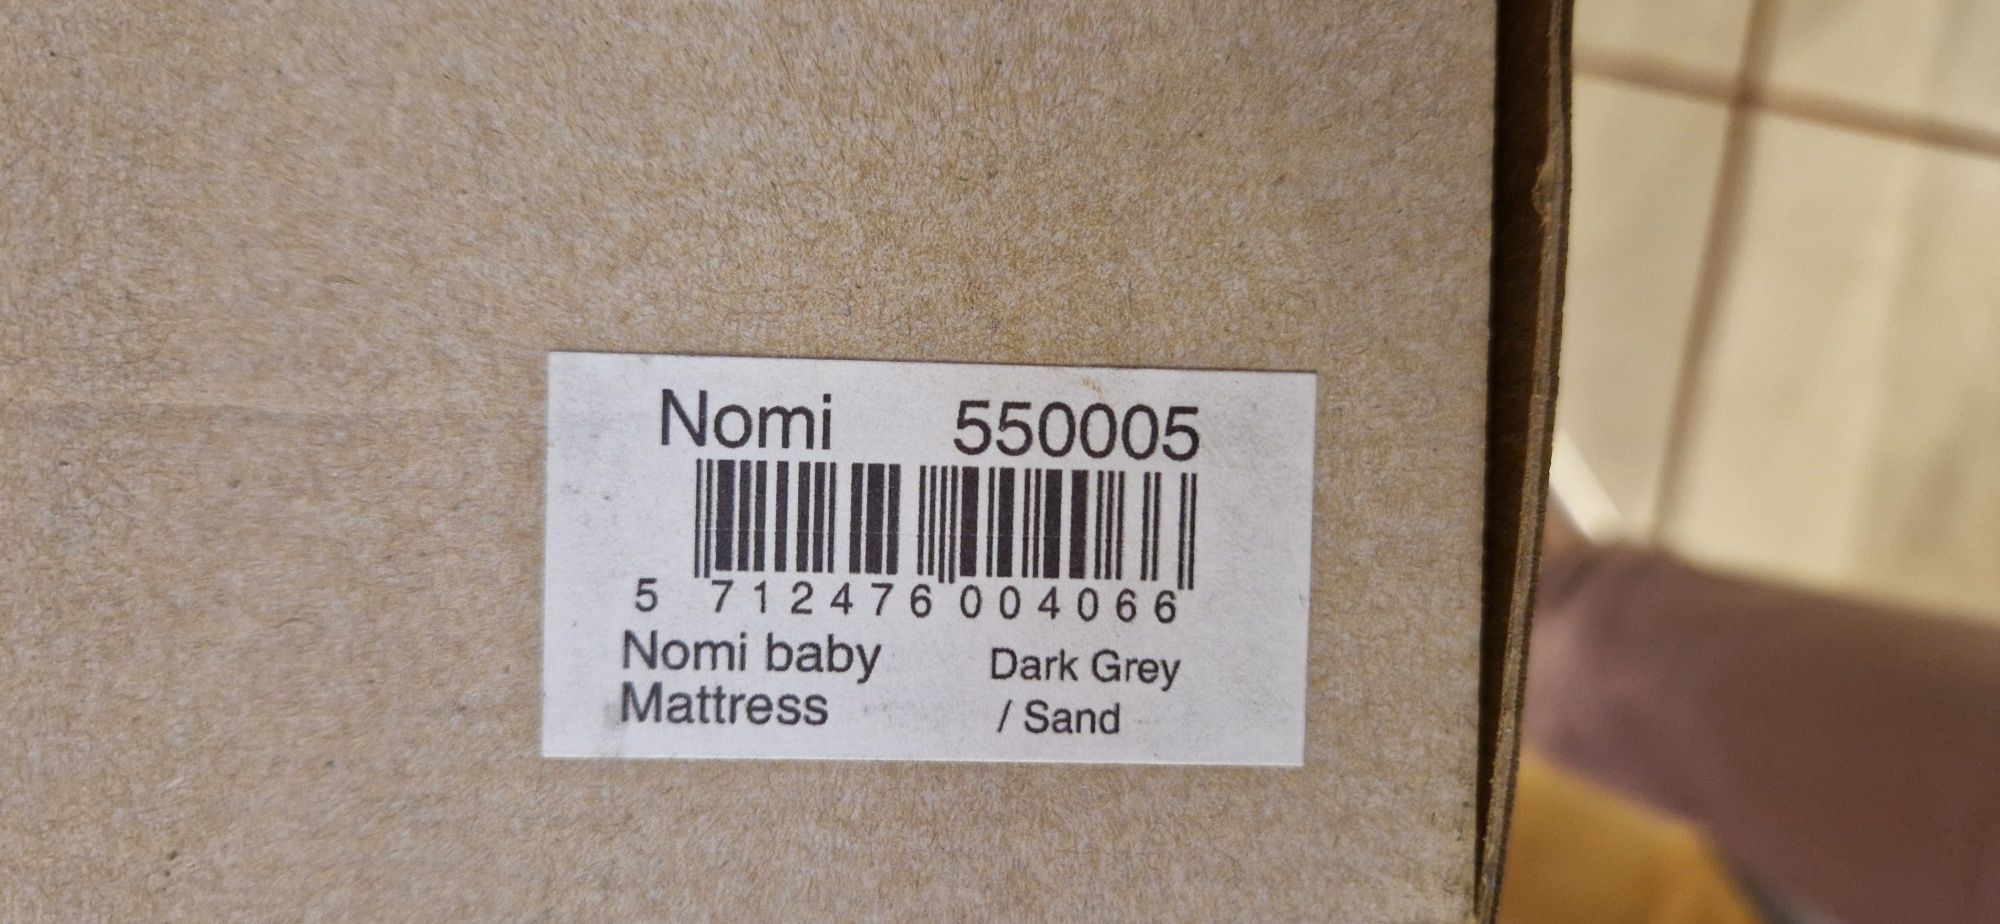 Nomi 550005
5 712476 004066
Nomi baby Dark Grey
Mattress / Sand